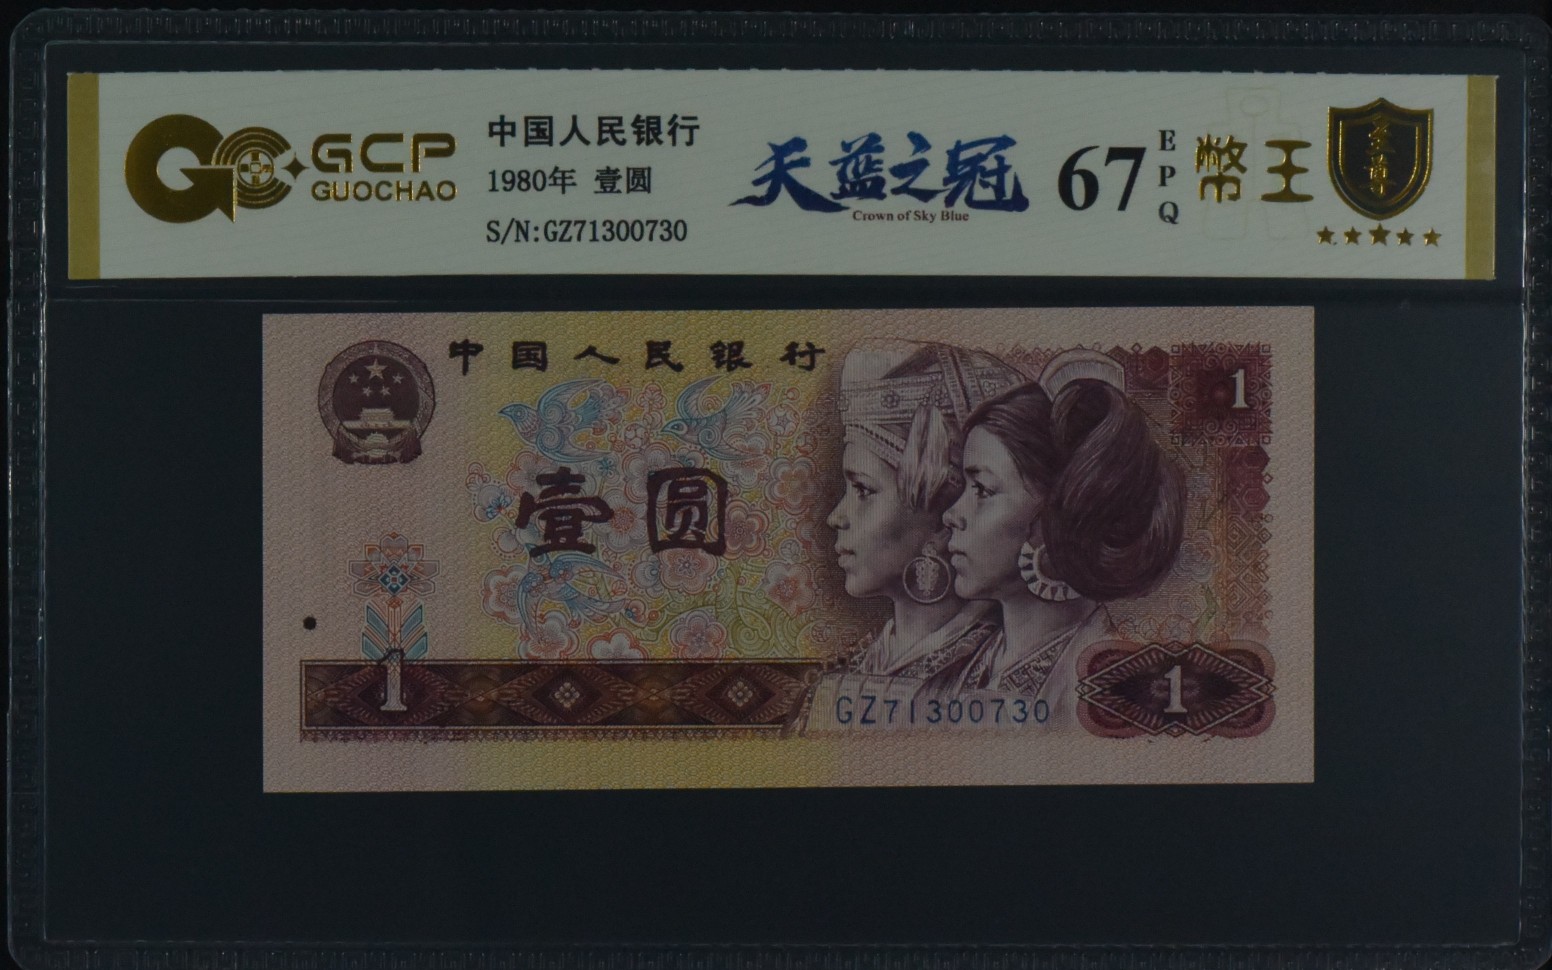 GCP
GUOCHAO
中国人民银行
1980年 壹圆
S/N:GZ71300730
天蓝之冠
Crown of Sky Blue
67
EPQ
币王
至尊
中国人民银行
1
壹圆
1
GZ71300730
1